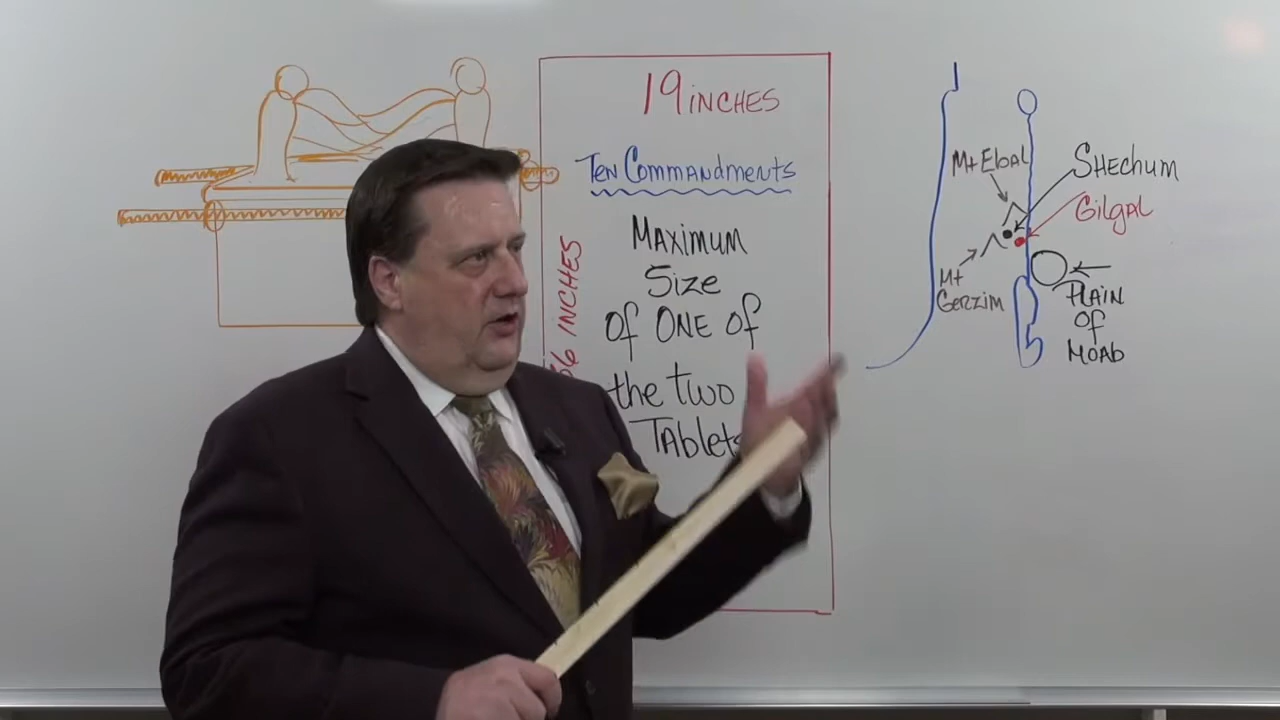 19 INCHES
Ten Commandments
MAXIMUM
Size
of ONE of
the two
TAbletS
INCHES
Mt Ebal
SHechum
Gilgal
Mt
Gerzim
PLAIN
of
MOAb